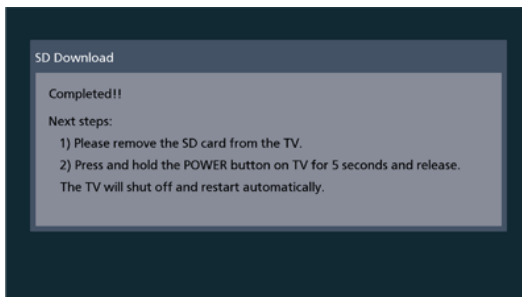 SD Download
Completed!!
Next steps:
1) Please remove the SD card from the TV.
2) Press and hold the POWER button on TV for 5 seconds and release.
The TV will shut off and restart automatically.